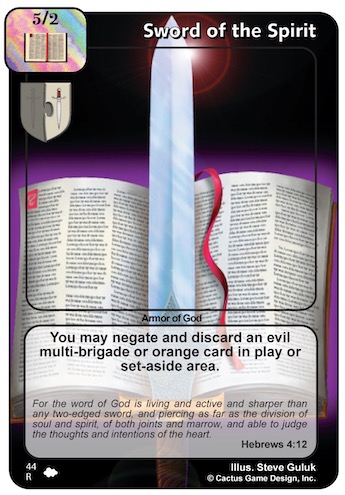 5/2
Sword of the Spirit
Armor of God
You may negate and discard an evil
multi-brigade or orange card in play or
set-aside area.
For the word of God is living and active and sharper than
any two-edged sword, and piercing as far as the division of
soul and spirit, of both joints and marrow, and able to judge
the thoughts and intentions of the heart.
Hebrews 4:12
44
R
Illus. Steve Guluk
© Cactus Game Design, Inc.